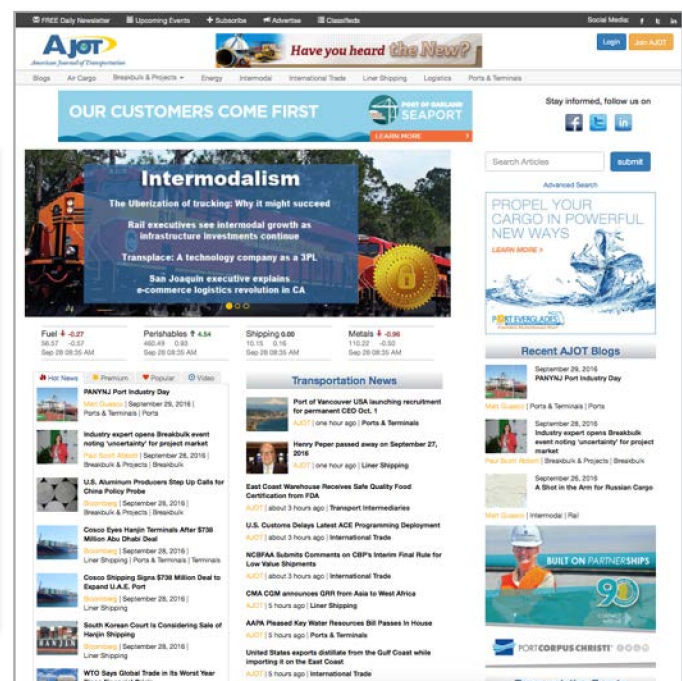 FREE Daily Newsletter Upcoming Events Subscribe Advertise Classifieds Social Media:
AJOT
American Journal of Transportation
Have you heard the New?
Login Join AJOT
Blogs Air Cargo Breakbulk & Projects Energy Intermodal International Trade Liner Shipping Logistics Ports & Terminals
OUR CUSTOMERS COME FIRST
PORT OF OAKLAND
SEAPORT
LEARN MORE
Stay informed, follow us on
Search Articles submit
Advanced Search
Intermodalism
The Uberization of trucking: Why it might succeed
Rail executives see intermodal growth as
infrastructure investments continue
Transplace: A technology company as a 3PL
San Joaquin executive explains
e-commerce logistics revolution in CA
PROPEL YOUR
CARGO IN POWERFUL
NEW WAYS
LEARN MORE >
PORT EVERGLADES
Fuel -0.27
56.37 -0.57
Sep 28 08:35 AM
Perishables 4.54
460.49 0.93
Sep 28 08:35 AM
Shipping 0.00
10.15 0.16
Sep 28 08:35 AM
Metals -0.96
110.22 -0.50
Sep 28 08:35 AM
Hot News Premium Popular Video
PANYNJ Port Industry Day
Matt Guasco | September 29, 2016 |
Ports & Terminals | Ports
Industry expert opens Breakbulk event
noting 'uncertainty' for project market
Paul Scott Abbott | September 28, 2016 |
Breakbulk & Projects | Breakbulk
U.S. Aluminum Producers Step Up Calls for
China Policy Probe
Bloomberg | September 28, 2016 |
Breakbulk & Projects | Breakbulk
Cosco Eyes Hanjin Terminals After $738
Million Abu Dhabi Deal
Bloomberg | September 28, 2016 |
Liner Shipping | Ports & Terminals | Terminals
Cosco Shipping Signs $738 Million Deal to
Expand U.A.E. Port
Bloomberg | September 28, 2016 |
Liner Shipping
South Korean Court Is Considering Sale of
Hanjin Shipping
Bloomberg | September 28, 2016 |
Liner Shipping
WTO Says Global Trade in Its Worst Year
Since Financial Crisis
Transportation News
Port of Vancouver USA launching recruitment
for permanent CEO Oct. 1
AJOT | one hour ago | Ports & Terminals
Henry Peper passed away on September 27,
2016
AJOT | one hour ago | Liner Shipping
East Coast Warehouse Receives Safe Quality Food
Certification from FDA
AJOT | about 3 hours ago | Transport Intermediaries
U.S. Customs Delays Latest ACE Programming Deployment
AJOT | about 3 hours ago | International Trade
NCBFAA Submits Comments on CBP's Interim Final Rule for
Low Value Shipments
AJOT | about 3 hours ago | International Trade
CMA CGM announces GRR from Asia to West Africa
AJOT | 5 hours ago | Liner Shipping
AAPA Pleased Key Water Resources Bill Passes In House
AJOT | 5 hours ago | Ports & Terminals
United States exports distillate from the Gulf Coast while
importing it on the East Coast
AJOT | 5 hours ago | International Trade
Recent AJOT Blogs
September 29, 2016
PANYNJ Port Industry Day
Matt Guasco | Ports & Terminals | Ports
September 28, 2016
Industry expert opens Breakbulk
event noting 'uncertainty' for project
market
Paul Scott Abbott | Breakbulk & Projects | Breakbulk
September 26, 2016
A Shot in the Arm for Russian Cargo
Matt Guasco | Intermodal | Rail
BUILT ON PARTNERSHIPS
90
PORT CORPUS CHRISTI